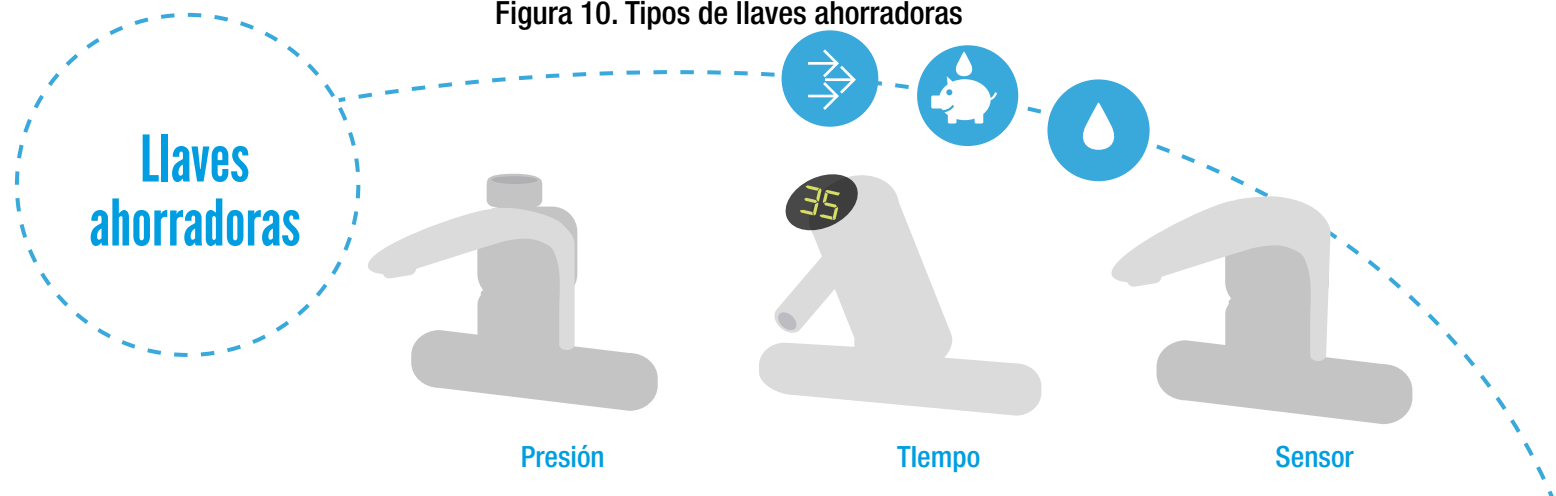 Figura 10. Tipos de llaves ahorradoras
Llaves
ahorradoras
35
Presión
TIempo
Sensor